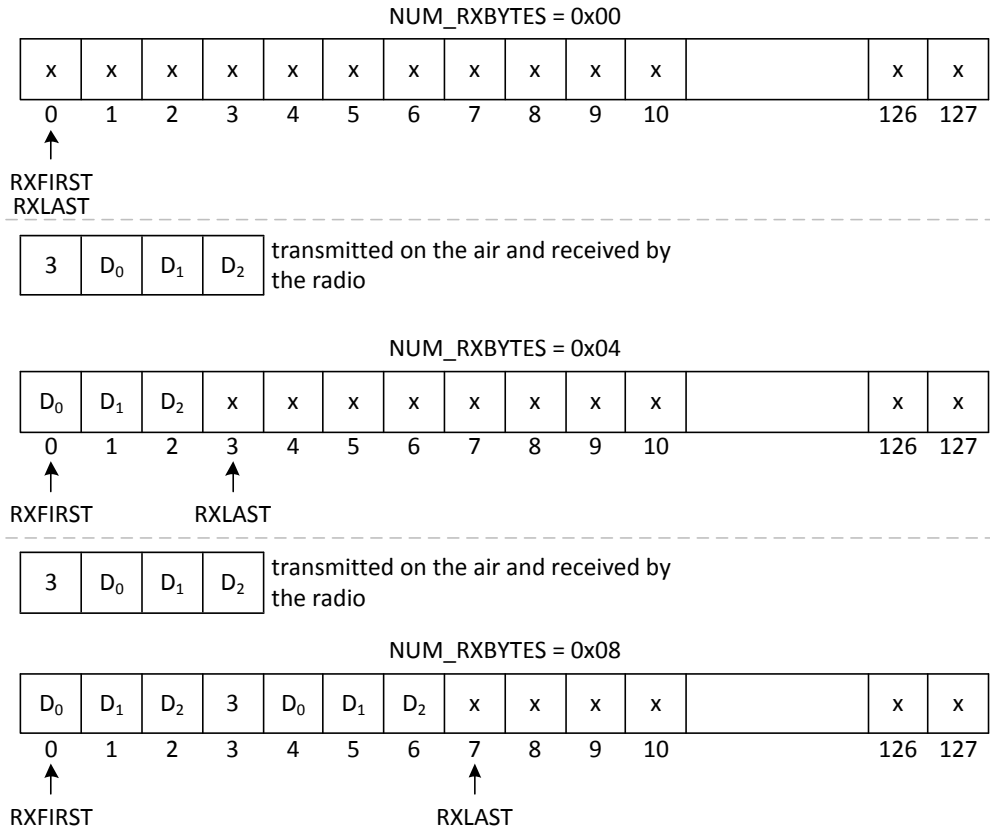 NUM_RXBYTES = 0x00
x x x x x x x x x x x x x
0 1 2 3 4 5 6 7 8 9 10 126 127
RXFIRST
RXLAST
3 D₀ D₁ D₂ transmitted on the air and received by
the radio
NUM_RXBYTES = 0x04
D₀ D₁ D₂ x x x x x x x x x x
0 1 2 3 4 5 6 7 8 9 10 126 127
RXFIRST RXLAST
3 D₀ D₁ D₂ transmitted on the air and received by
the radio
NUM_RXBYTES = 0x08
D₀ D₁ D₂ 3 D₀ D₁ D₂ x x x x x x
0 1 2 3 4 5 6 7 8 9 10 126 127
RXFIRST RXLAST